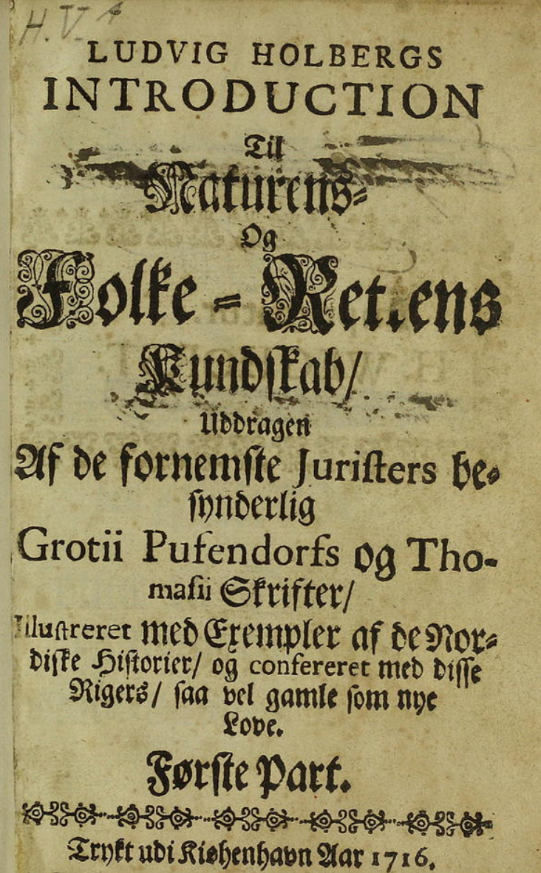 H. V.
LUDVIG HOLBERGS
INTRODUCTION
Til
Naturens-
Og
Folke-Rettens
Kundskab/
Uddragen
Af de fornemste Juristers be-
synderlig
Grotii Pufendorfs og Tho-
masii Skrifter/
Illustreret med Exempler af de Nor-
diske Historier/ og confereret med disse
Rigers/ saa vel gamle som nye
Love.
Første Part.
Trykt udi Kiøbenhavn Aar 1716.